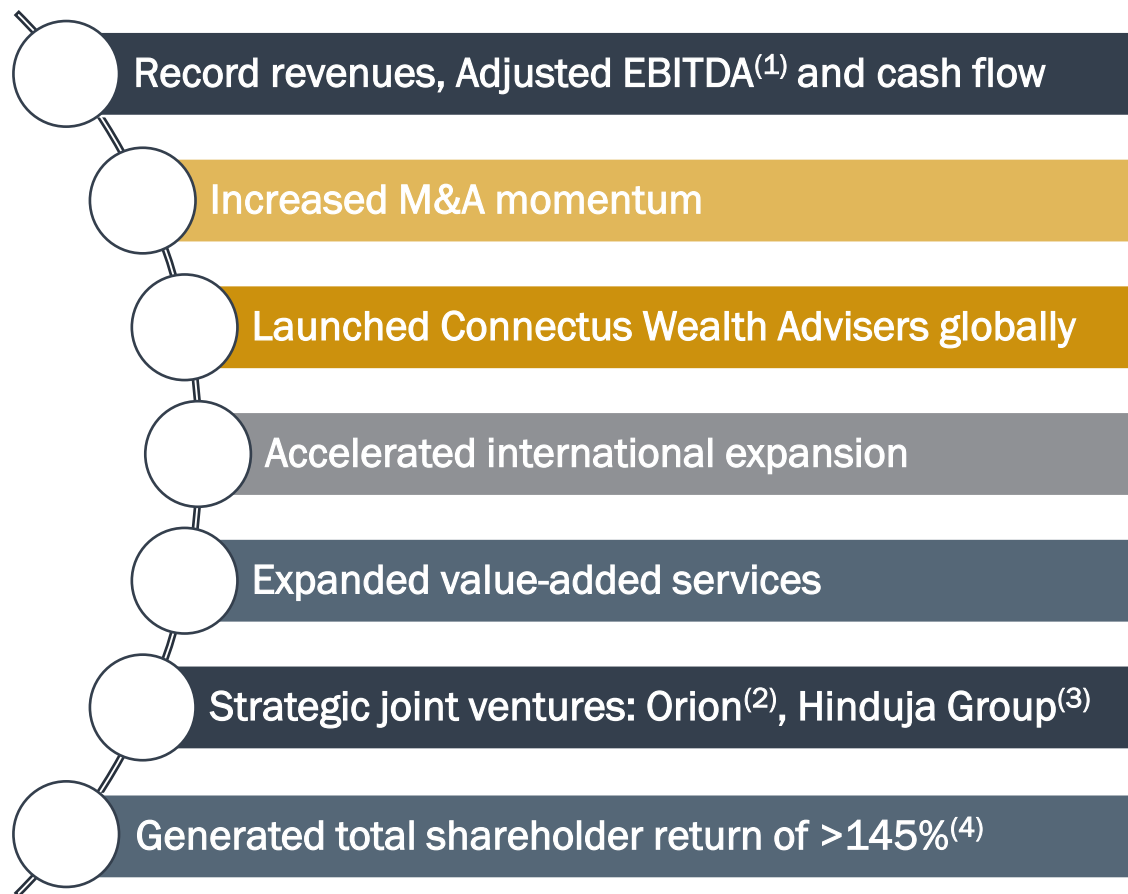 Record revenues, Adjusted EBITDA(1) and cash flow
Increased M&A momentum
Launched Connectus Wealth Advisers globally
Accelerated international expansion
Expanded value-added services
Strategic joint ventures: Orion(2), Hinduja Group(3)
Generated total shareholder return of >145%(4)